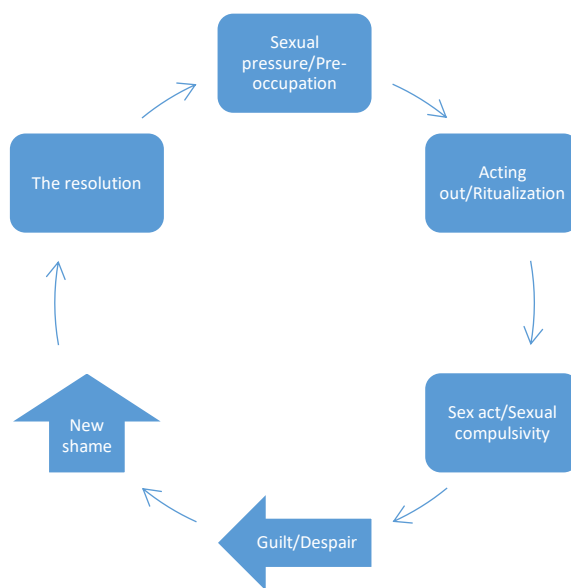 Sexual
pressure/Pre-
occupation
Acting
out/Ritualization
Sex act/Sexual
compulsivity
Guilt/Despair
New
shame
The resolution